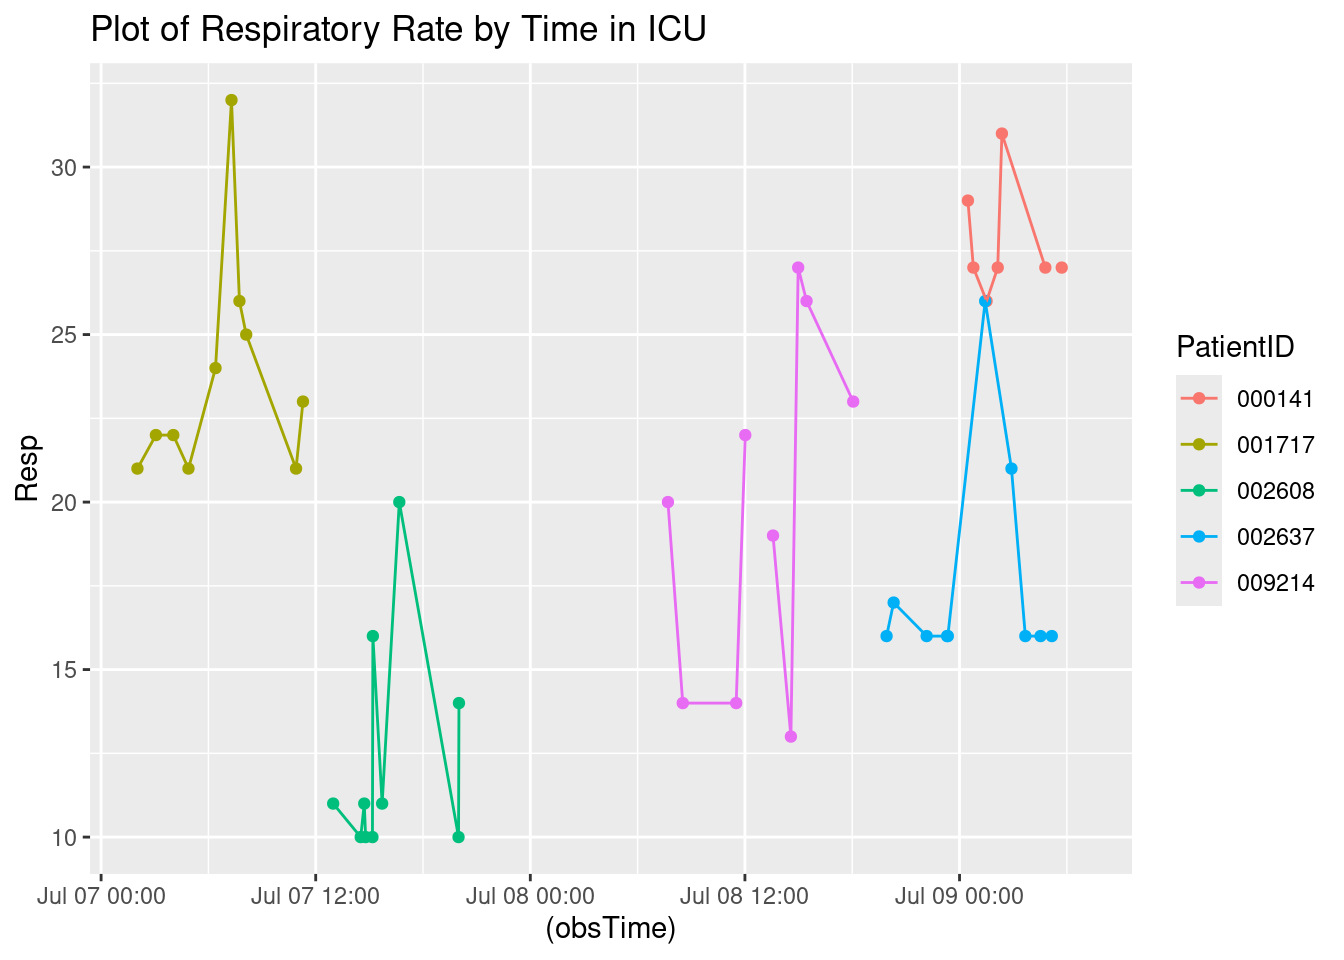 Plot of Respiratory Rate by Time in ICU
Resp
30
25
20
15
10
Jul 07 00:00
Jul 07 12:00
Jul 08 00:00
Jul 08 12:00
Jul 09 00:00
(obsTime)
PatientID
000141
001717
002608
002637
009214